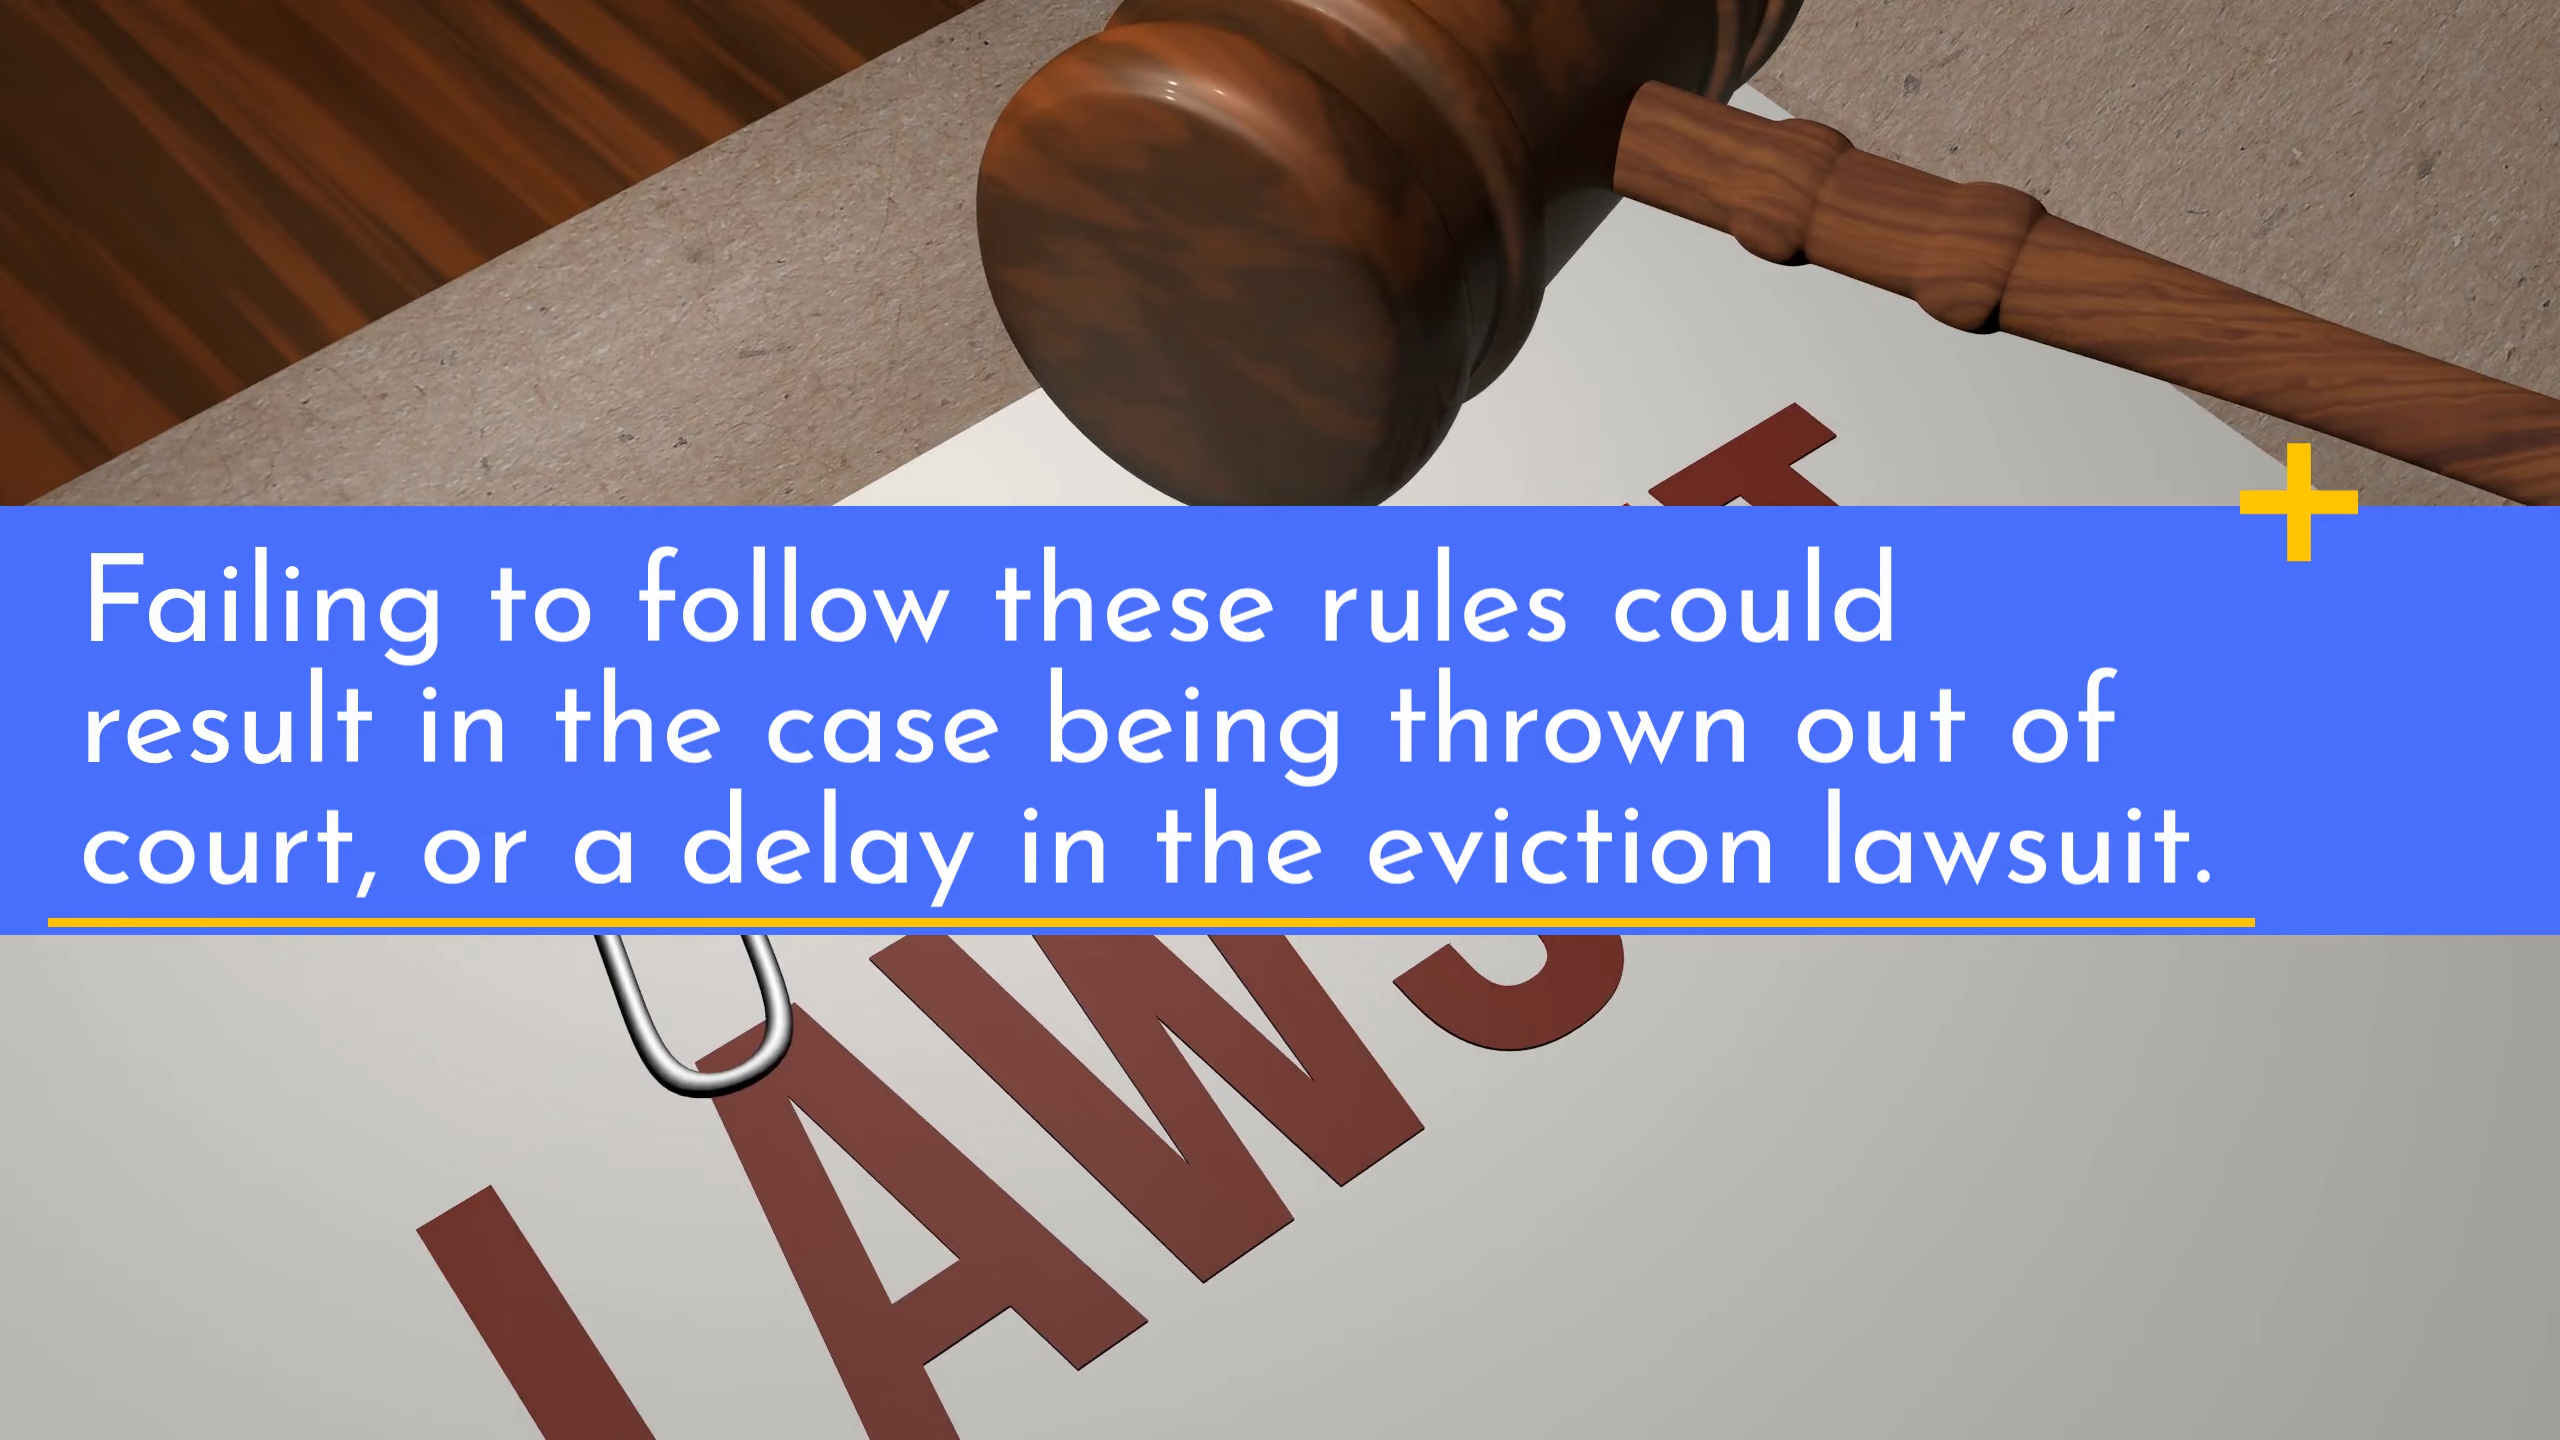 Failing to follow these rules could
result in the case being thrown out of
court, or a delay in the eviction lawsuit.